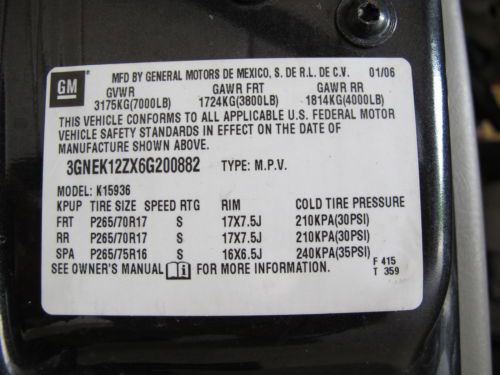 GM
MFD BY GENERAL MOTORS DE MEXICO, S. DE R.L. DE C.V. 01/06
GVWR GAWR FRT GAWR RR
3175KG(7000LB) 1724KG(3800LB) 1814KG(4000LB)
THIS VEHICLE CONFORMS TO ALL APPLICABLE U.S. FEDERAL MOTOR
VEHICLE SAFETY STANDARDS IN EFFECT ON THE DATE OF
MANUFACTURE SHOWN ABOVE.
3GNEK12ZX6G200882 TYPE: M.P.V.
MODEL: K15936
KPUP TIRE SIZE SPEED RTG RIM COLD TIRE PRESSURE
FRT P265/70R17 S 17X7.5J 210KPA(30PSI)
RR P265/70R17 S 17X7.5J 210KPA(30PSI)
SPA P265/75R16 S 16X6.5J 240KPA(35PSI)
SEE OWNER'S MANUAL i FOR MORE INFORMATION.
F 415
T 359